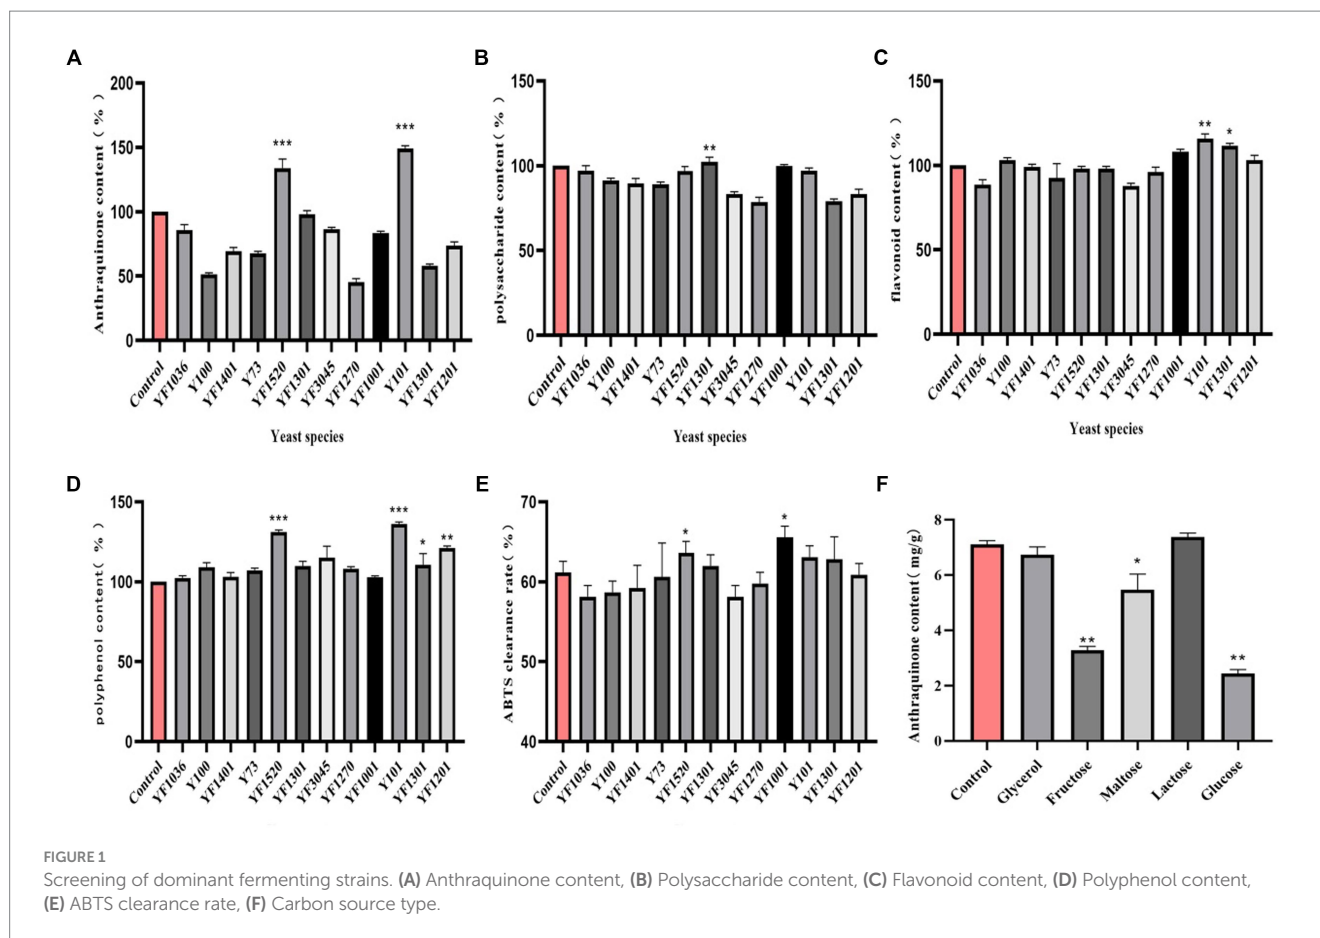 A
Anthraquinone content( % )
200
150
100
50
0
***
***
Control
YF1036
Y100
YF1401
Y73
YF1520
YF1301
YF3045
YF1270
YF1001
Y101
YF1301
YF1201
Yeast species
B
polysaccharide content( % )
150
100
50
0
**
Control
YF1036
Y100
YF1401
Y73
YF1520
YF1301
YF3045
YF1270
YF1001
Y101
YF1301
YF1201
Yeast species
C
flavonoid content( % )
150
100
50
0
**
*
Control
YF1036
Y100
YF1401
Y73
YF1520
YF1301
YF3045
YF1270
YF1001
Y101
YF1301
YF1201
Yeast species
D
polyphenol content( % )
150
100
50
0
***
***
*
**
Control
YF1036
Y100
YF1401
Y73
YF1520
YF1301
YF3045
YF1270
YF1001
Y101
YF1301
YF1201
E
ABTS clearance rate( % )
70
60
50
40
*
*
Control
YF1036
Y100
YF1401
Y73
YF1520
YF1301
YF3045
YF1270
YF1001
Y101
YF1301
YF1201
F
Anthraquinone content( mg/g)
8
6
4
2
0
**
*
**
Control
Glycerol
Fructose
Maltose
Lactose
Glucose
FIGURE 1
Screening of dominant fermenting strains. (A) Anthraquinone content, (B) Polysaccharide content, (C) Flavonoid content, (D) Polyphenol content,
(E) ABTS clearance rate, (F) Carbon source type.